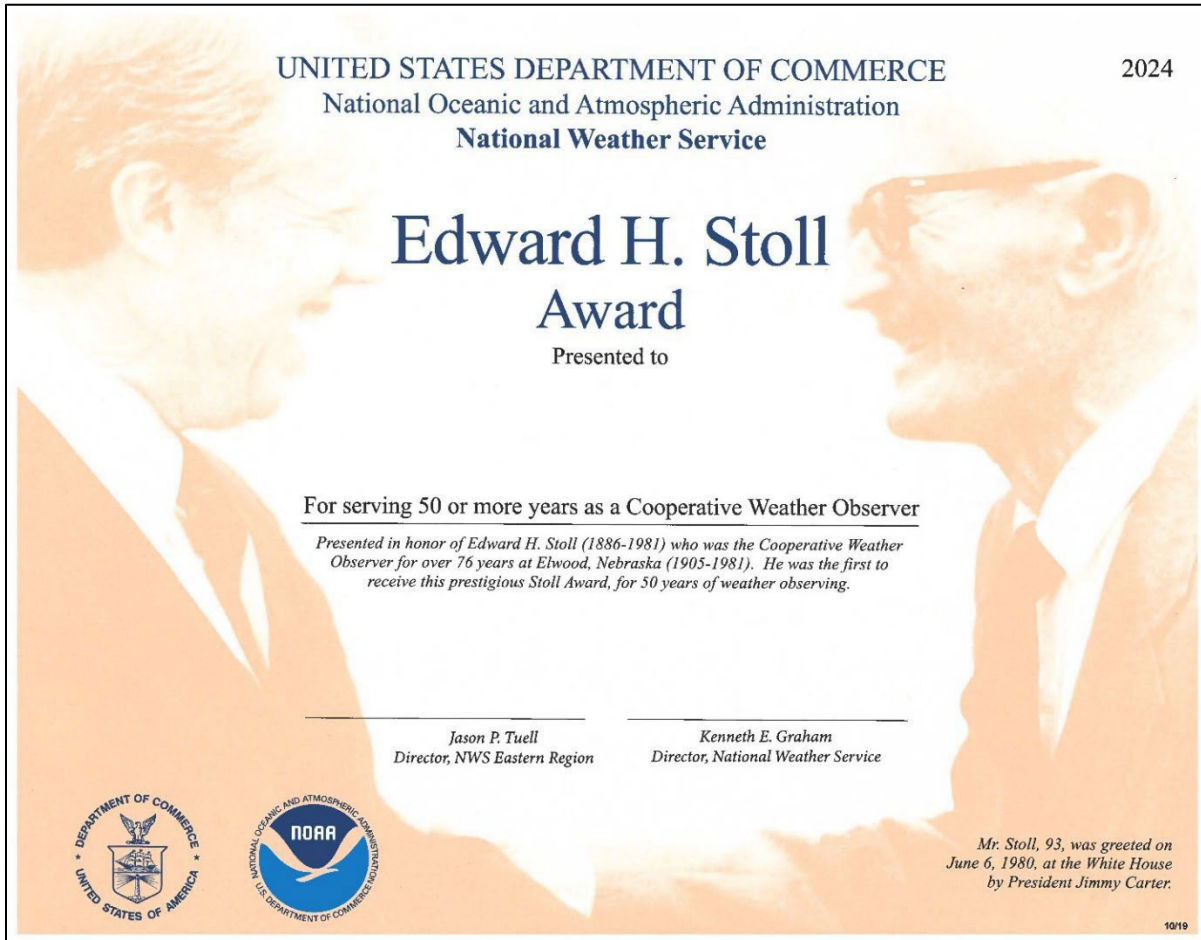 UNITED STATES DEPARTMENT OF COMMERCE
2024
National Oceanic and Atmospheric Administration
National Weather Service
Edward H. Stoll
Award
Presented to
For serving 50 or more years as a Cooperative Weather Observer
Presented in honor of Edward H. Stoll (1886-1981) who was the Cooperative Weather
Observer for over 76 years at Elwood, Nebraska (1905-1981). He was the first to
receive this prestigious Stoll Award, for 50 years of weather observing.
Jason P. Tuell
Director, NWS Eastern Region
Kenneth E. Graham
Director, National Weather Service
DEPARTMENT OF COMMERCE
UNITED STATES OF AMERICA
NATIONAL OCEANIC AND ATMOSPHERIC ADMINISTRATION
NOAA
U.S. DEPARTMENT OF COMMERCE
Mr. Stoll, 93, was greeted on
June 6, 1980, at the White House
by President Jimmy Carter.
10/19